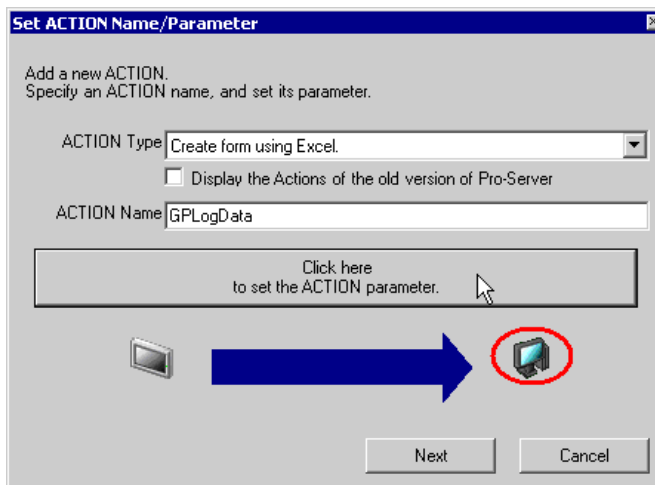 Set ACTION Name/Parameter
Add a new ACTION.
Specify an ACTION name, and set its parameter.
ACTION Type Create form using Excel.
Display the Actions of the old version of Pro-Server
ACTION Name GPLogData
Click here
to set the ACTION parameter.
Next Cancel